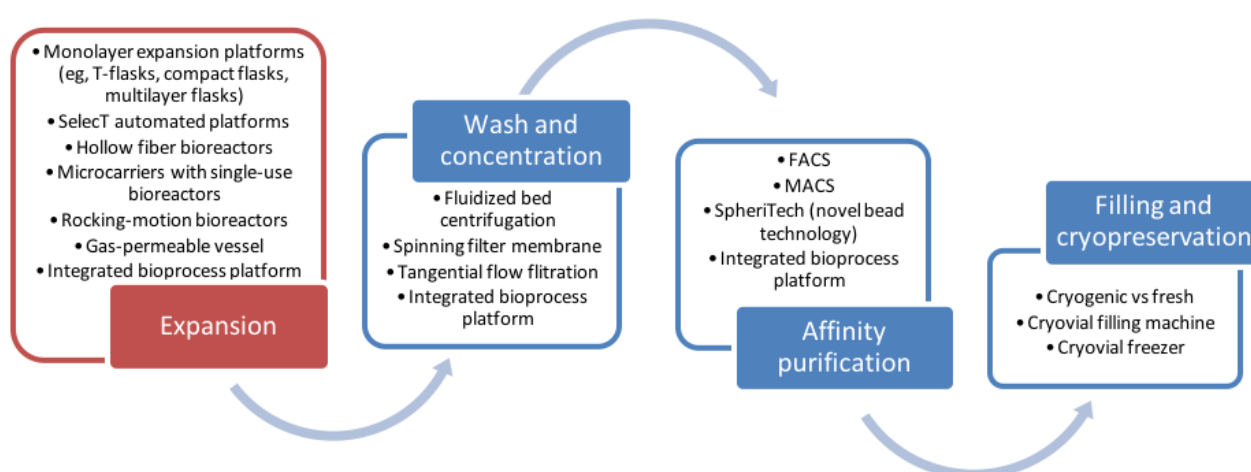 • Monolayer expansion platforms
(eg, T-flasks, compact flasks,
multilayer flasks)
• SelecT automated platforms
• Hollow fiber bioreactors
• Microcarriers with single-use
bioreactors
• Rocking-motion bioreactors
• Gas-permeable vessel
• Integrated bioprocess platform
Expansion
Wash and
concentration
• Fluidized bed
centrifugation
• Spinning filter membrane
• Tangential flow flitration
• Integrated bioprocess
platform
• FACS
• MACS
• SpheriTech (novel bead
technology)
• Integrated bioprocess
platform
Affinity
purification
Filling and
cryopreservation
• Cryogenic vs fresh
• Cryovial filling machine
• Cryovial freezer